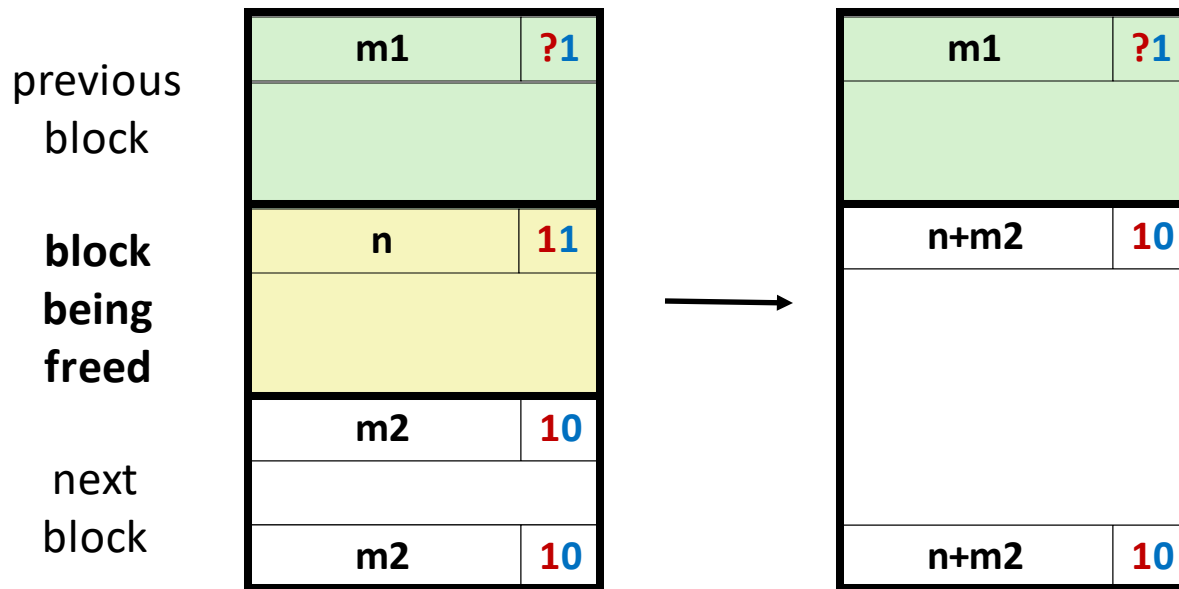 m1 ?1
m1 ?1
previous
block
n 11
n+m2 10
block
being
freed
m2 10
next
block
m2 10
n+m2 10